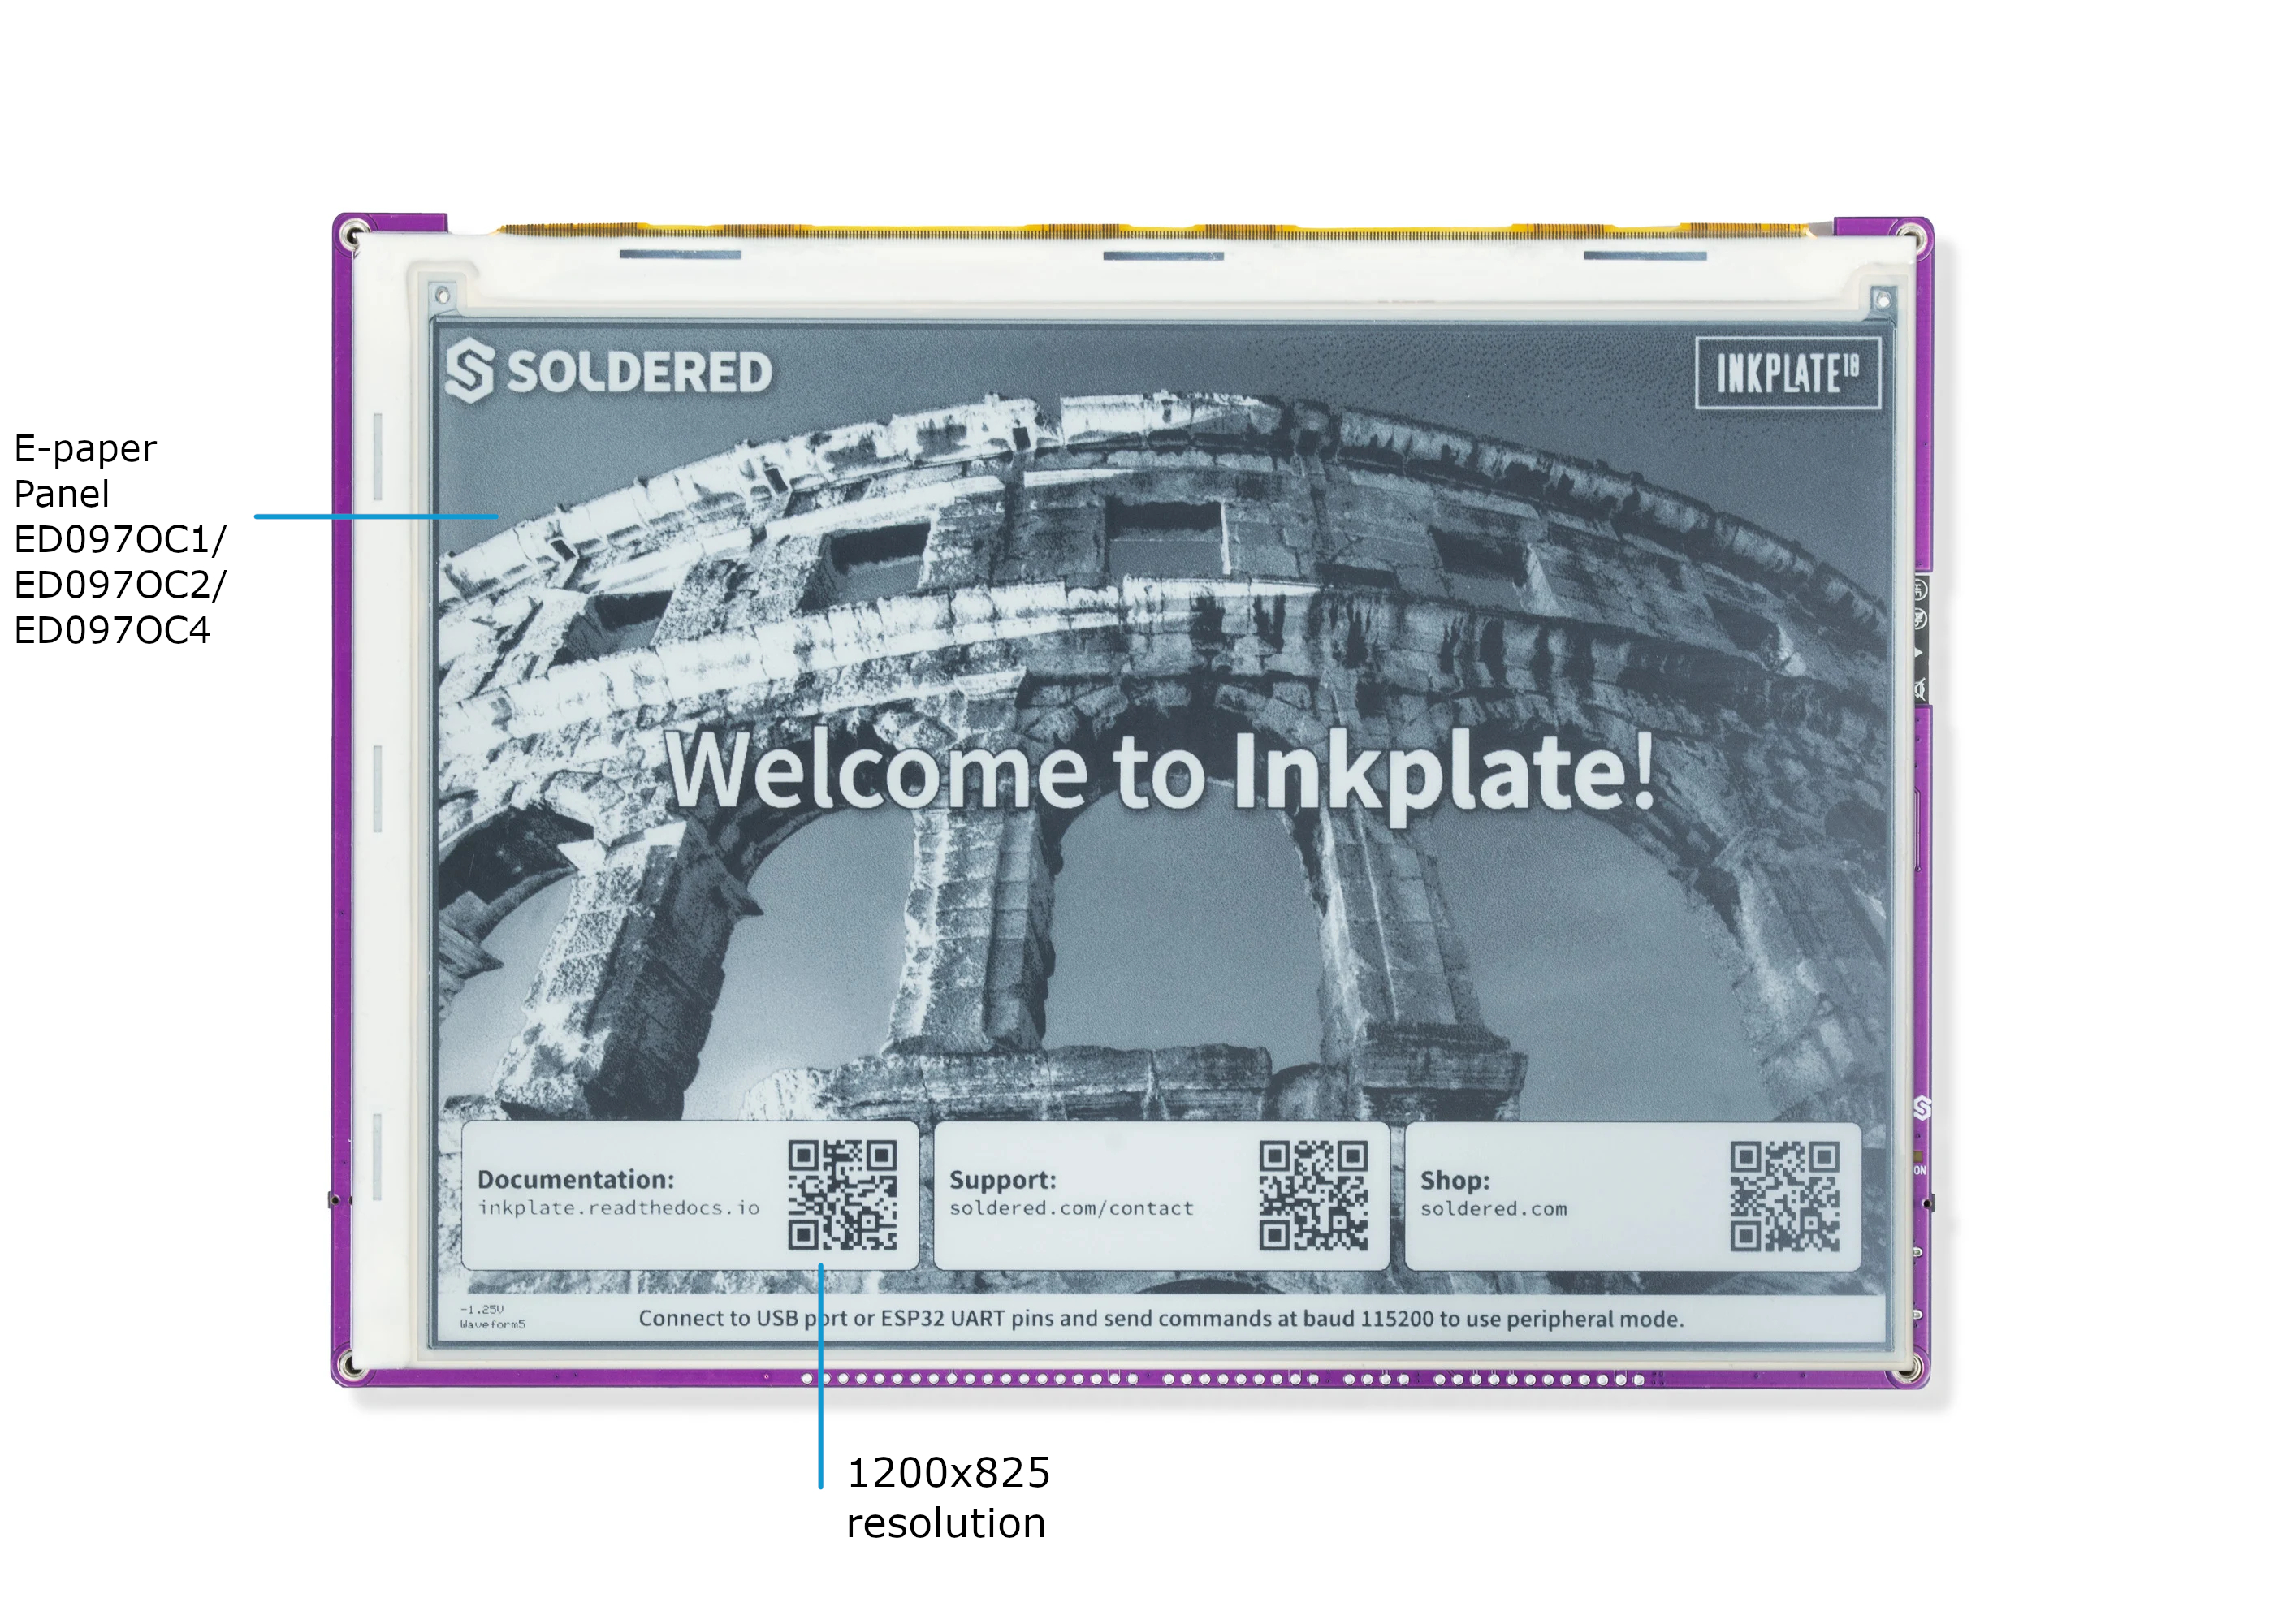 SOLDERED
INKPLATE10
E-paper
Panel
ED097OC1/
ED097OC2/
ED097OC4
Welcome to Inkplate!
Documentation:
inkplate.readthedocs.io
Support:
soldered.com/contact
Shop:
soldered.com
ON
-1.25V
Waveform5
Connect to USB port or ESP32 UART pins and send commands at baud 115200 to use peripheral mode.
1200x825
resolution